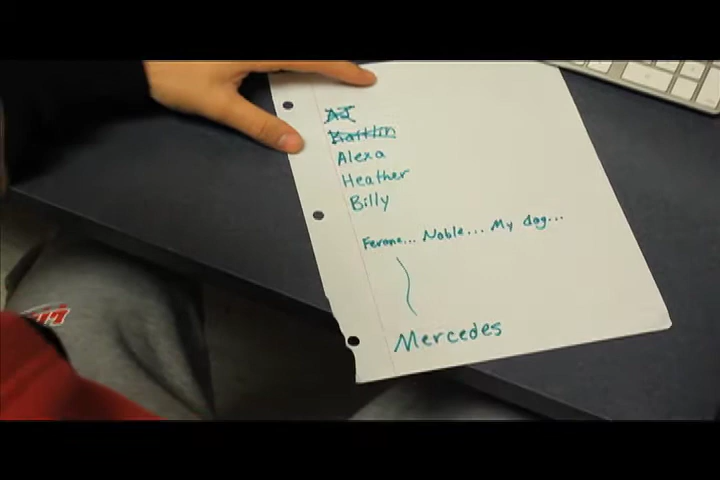 AJ
Kaitlin
Alexa
Heather
Billy
Ferone... Noble... My dog...
Mercedes